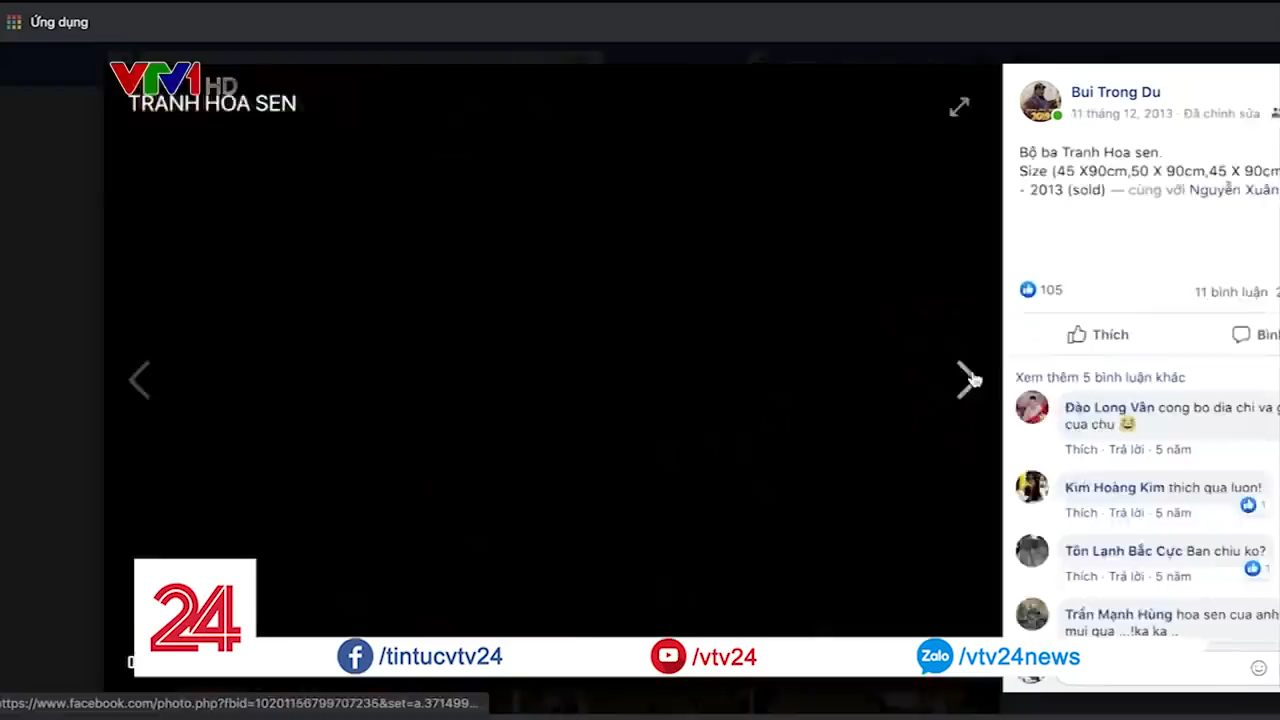 Ứng dụng
VTV1 HD
TRANH HOA SEN
Bui Trong Du
11 tháng 12, 2013 · Đã chỉnh sửa
Bộ ba Tranh Hoa sen.
Size (45 X90cm,50 X 90cm,45 X 90cm
- 2013 (sold) — cùng với Nguyễn Xuân
105
11 bình luận
Thích
Bìn
Xem thêm 5 bình luận khác
Đào Long Vân cong bo dia chi va g
cua chu 😂
Thích · Trả lời · 5 năm
Kim Hoàng Kim thich qua luon!
1
Thích · Trả lời · 5 năm
Tôn Lạnh Bắc Cực Ban chiu ko?
1
Thích · Trả lời · 5 năm
Trần Mạnh Hùng hoa sen cua anh
mui qua ...!ka ka ..
24
/tintucvtv24
/vtv24
Zalo /vtv24news
https://www.facebook.com/photo.php?fbid=10201156799707236&set=a.371499...